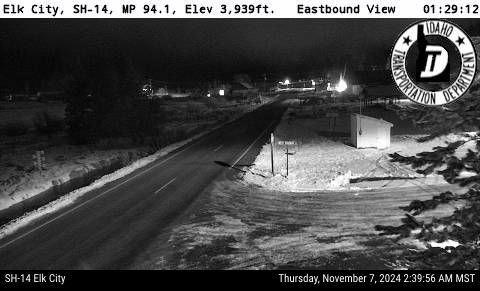 Elk City, SH-14, MP 94.1, Elev 3,939ft. Eastbound View 01:29:12
IDAHO
TRANSPORTATION DEPARTMENT
SH-14 Elk City Thursday, November 7, 2024 2:39:56 AM MST